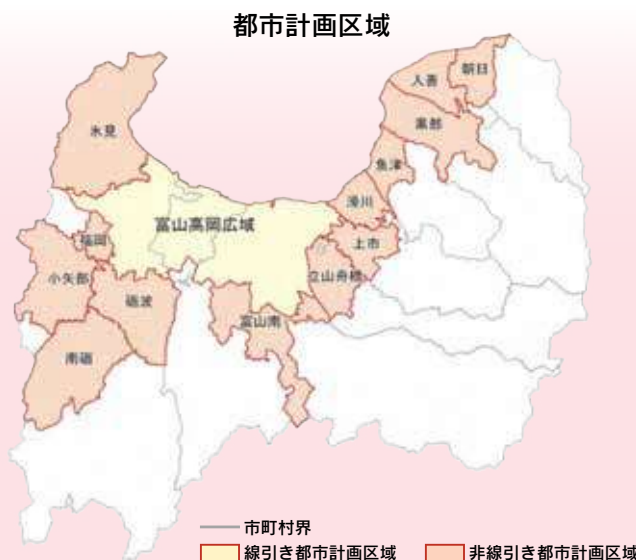 都市計画区域
朝日
入善
黒部
氷見
魚津
滑川
富山高岡広域
福岡
上市
小矢部
立山舟橋
砺波
富山南
南砺
市町村界
線引き都市計画区域
非線引き都市計画区域